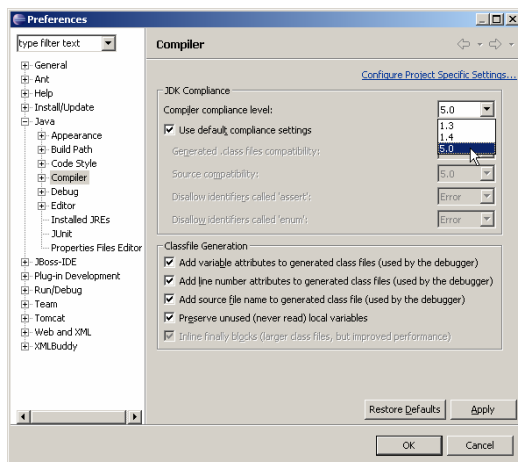 Preferences
type filter text
Compiler
General
Ant
Help
Install/Update
Java
Appearance
Build Path
Code Style
Compiler
Debug
Editor
Installed JREs
JUnit
Properties Files Editor
JBoss-IDE
Plug-in Development
Run/Debug
Team
Tomcat
Web and XML
XMLBuddy
Configure Project Specific Settings...
JDK Compliance
Compiler compliance level: 5.0
1.3
1.4
5.0
Use default compliance settings
Generated .class files compatibility:
Source compatibility: 5.0
Disallow identifiers called 'assert': Error
Disallow identifiers called 'enum': Error
Classfile Generation
Add variable attributes to generated class files (used by the debugger)
Add line number attributes to generated class files (used by the debugger)
Add source file name to generated class file (used by the debugger)
Preserve unused (never read) local variables
Inline finally blocks (larger class files, but improved performance)
Restore Defaults Apply
OK Cancel